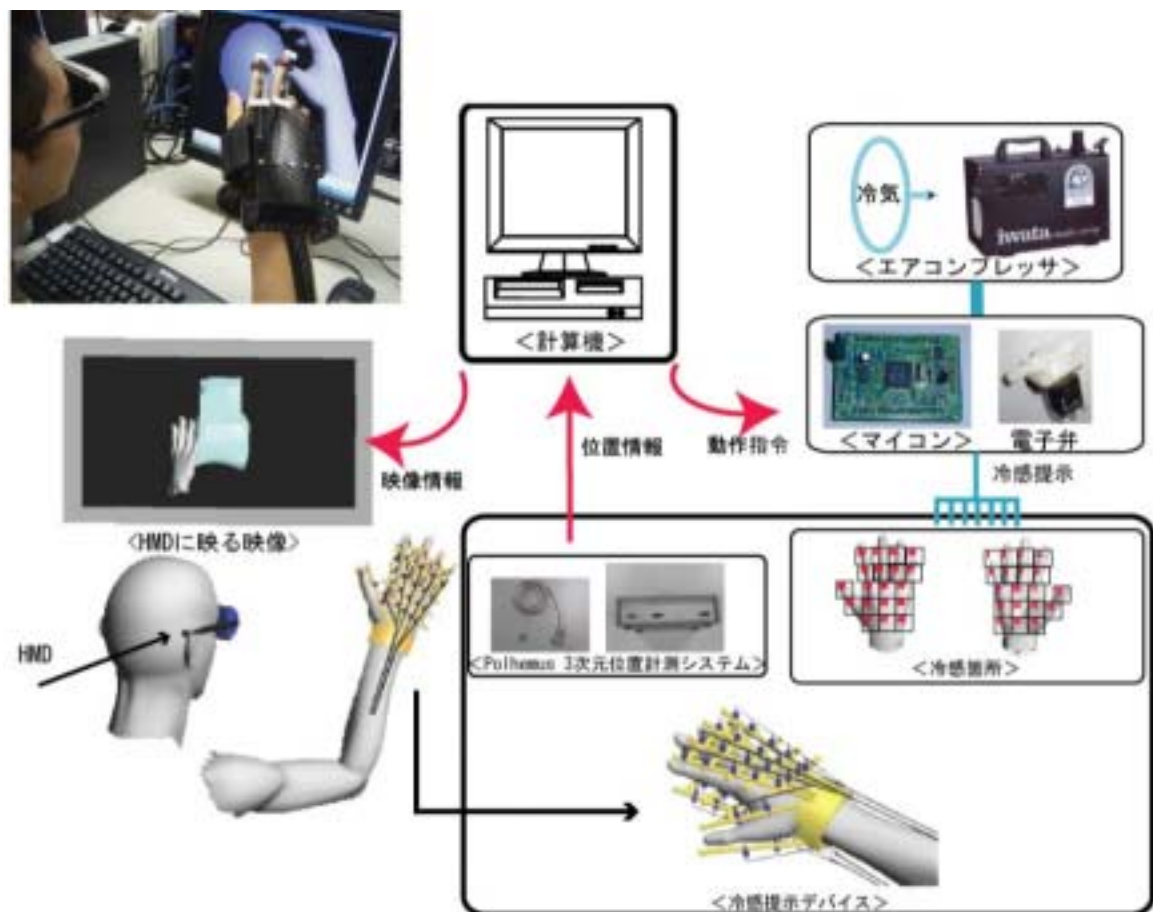 冷気
iwata
<エアコンプレッサ>
<計算機>
<マイコン>
電子弁
位置情報
動作指令
映像情報
冷感提示
<HMDに映る映像>
HMD
<Polhemus 3次元位置計測システム>
<冷感箇所>
<冷感提示デバイス>